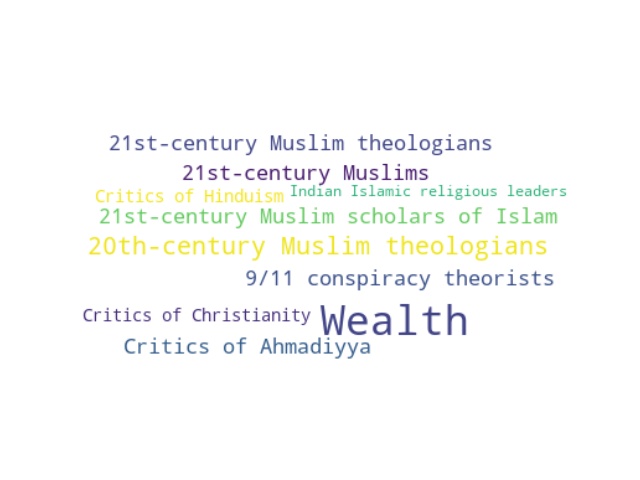 21st-century Muslim theologians
21st-century Muslims
Critics of Hinduism
Indian Islamic religious leaders
21st-century Muslim scholars of Islam
20th-century Muslim theologians
9/11 conspiracy theorists
Critics of Christianity
Wealth
Critics of Ahmadiyya